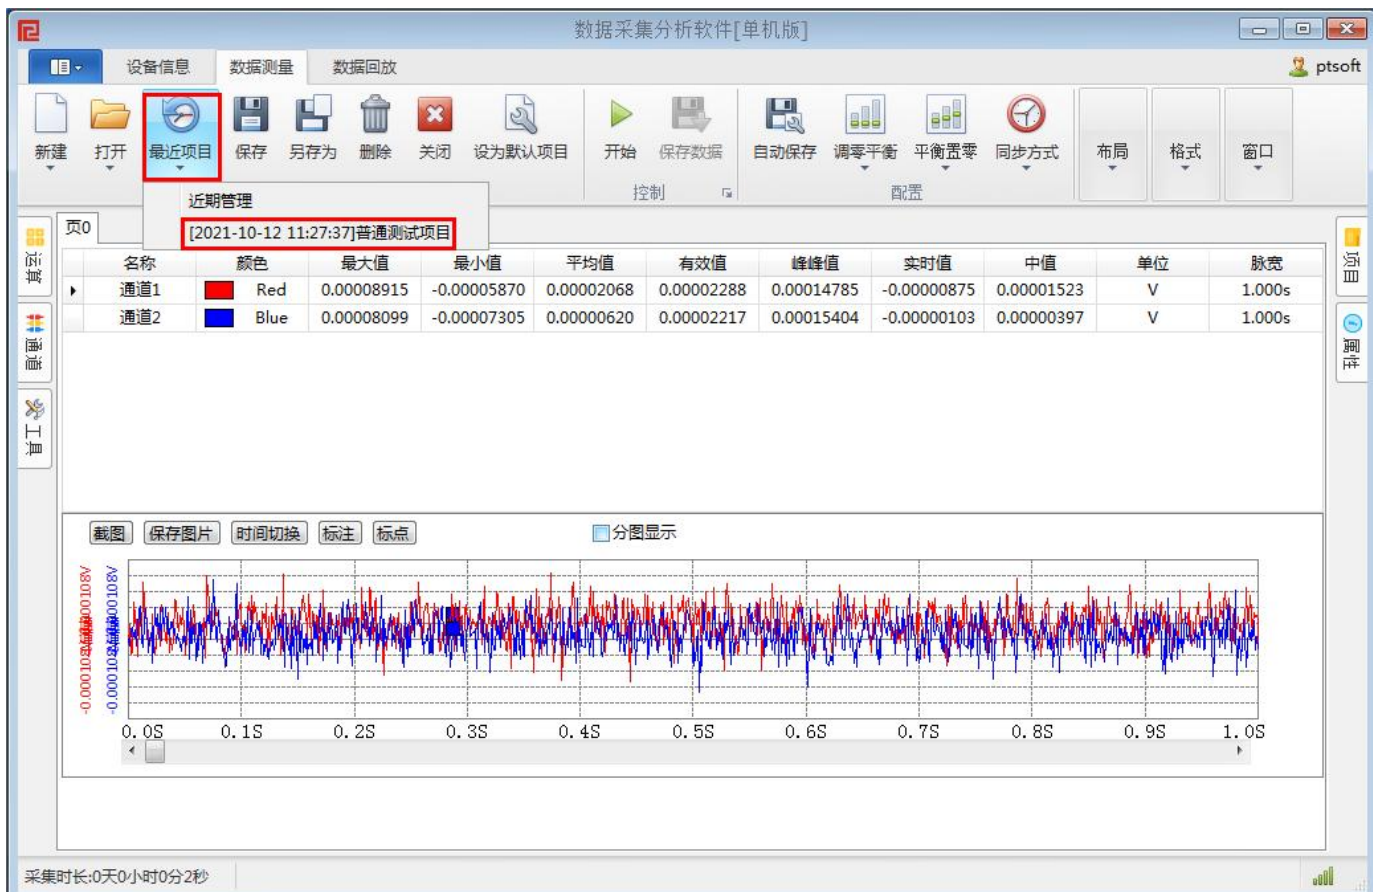 数据采集分析软件[单机版]
设备信息 数据测量 数据回放 ptsoft
新建 打开 最近项目 保存 另存为 删除 关闭 设为默认项目 开始 保存数据 自动保存 调零平衡 平衡置零 同步方式 布局 格式 窗口
控制 配置
近期管理
[2021-10-12 11:27:37]普通测试项目
页0
运算
通道
工具
项目
属性
名称 颜色 最大值 最小值 平均值 有效值 峰峰值 实时值 中值 单位 脉宽
通道1 Red 0.00008915 -0.00005870 0.00002068 0.00002288 0.00014785 -0.00000875 0.00001523 V 1.000s
通道2 Blue 0.00008099 -0.00007305 0.00000620 0.00002217 0.00015404 -0.00000103 0.00000397 V 1.000s
截图 保存图片 时间切换 标注 标点 分图显示
0.0S 0.1S 0.2S 0.3S 0.4S 0.5S 0.6S 0.7S 0.8S 0.9S 1.0S
采集时长:0天0小时0分2秒